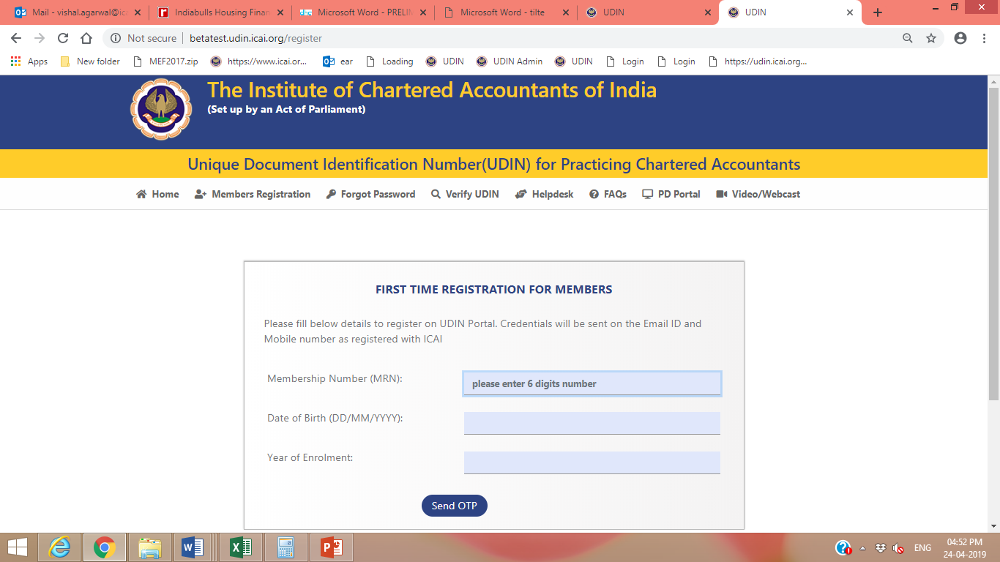 Mail - vishal.agarwal@ic
Indiabulls Housing Finan
Microsoft Word - PRELIM
Microsoft Word - tilte
UDIN
UDIN
Not secure
betatest.udin.icai.org/register
Apps
New folder
MEF2017.zip
https://www.icai.or...
ear
Loading
UDIN
UDIN Admin
UDIN
Login
Login
https://udin.icai.org...
The Institute of Chartered Accountants of India
(Set up by an Act of Parliament)
Unique Document Identification Number(UDIN) for Practicing Chartered Accountants
Home
Members Registration
Forgot Password
Verify UDIN
Helpdesk
FAQs
PD Portal
Video/Webcast
FIRST TIME REGISTRATION FOR MEMBERS
Please fill below details to register on UDIN Portal. Credentials will be sent on the Email ID and
Mobile number as registered with ICAI
Membership Number (MRN):
please enter 6 digits number
Date of Birth (DD/MM/YYYY):
Year of Enrolment:
Send OTP
ENG
04:52 PM
24-04-2019